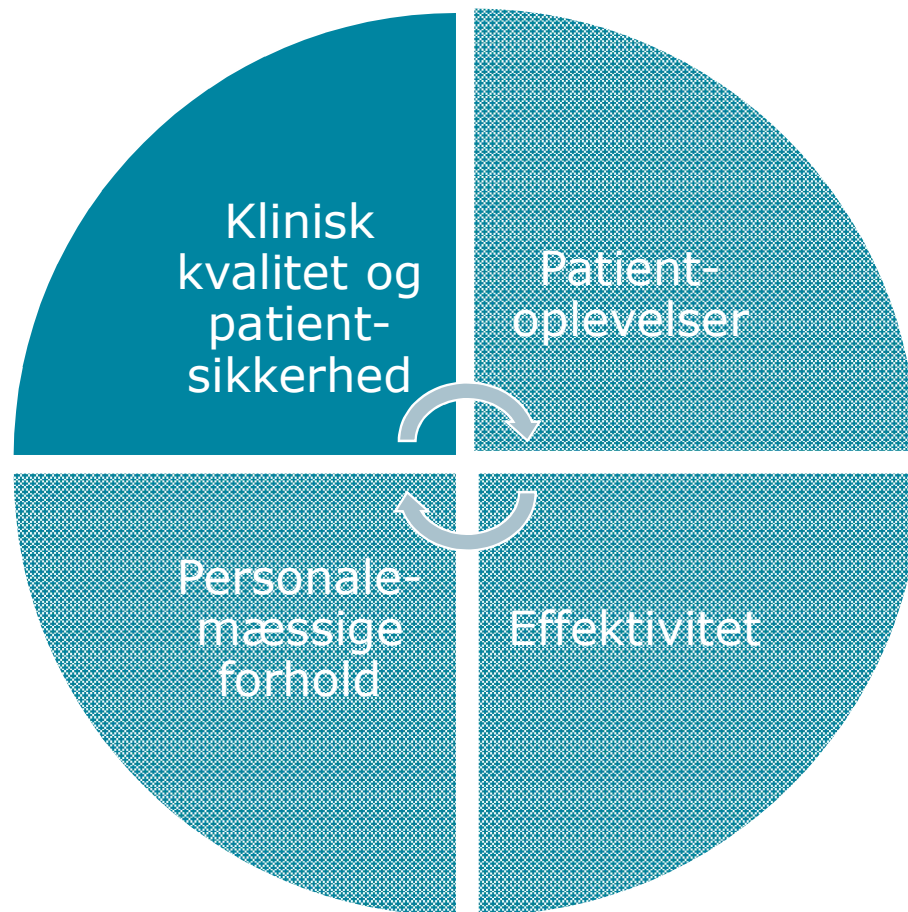 Klinisk
kvalitet og
patient-
sikkerhed
Patient-
oplevelser
Personale-
mæssige
forhold
Effektivitet